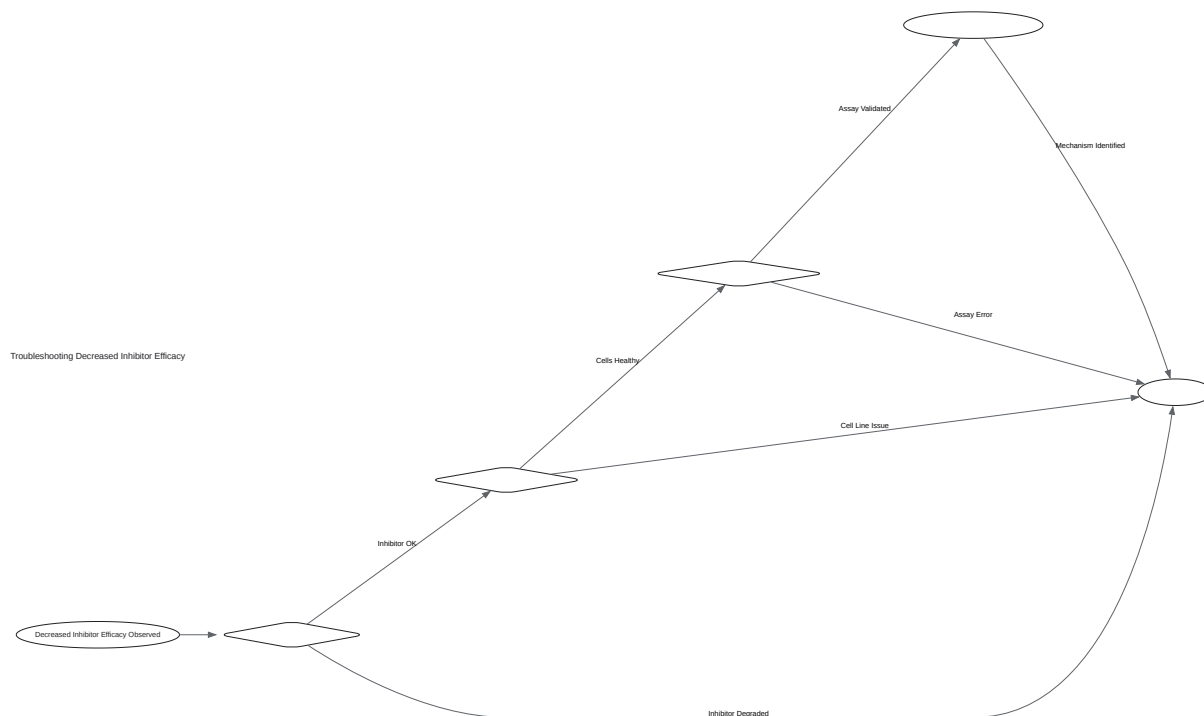 Assay Validated
Mechanism Identified
Assay Error
Troubleshooting Decreased Inhibitor Efficacy
Cells Healthy
Cell Line Issue
Inhibitor OK
Decreased Inhibitor Efficacy Observed
Inhibitor Degraded